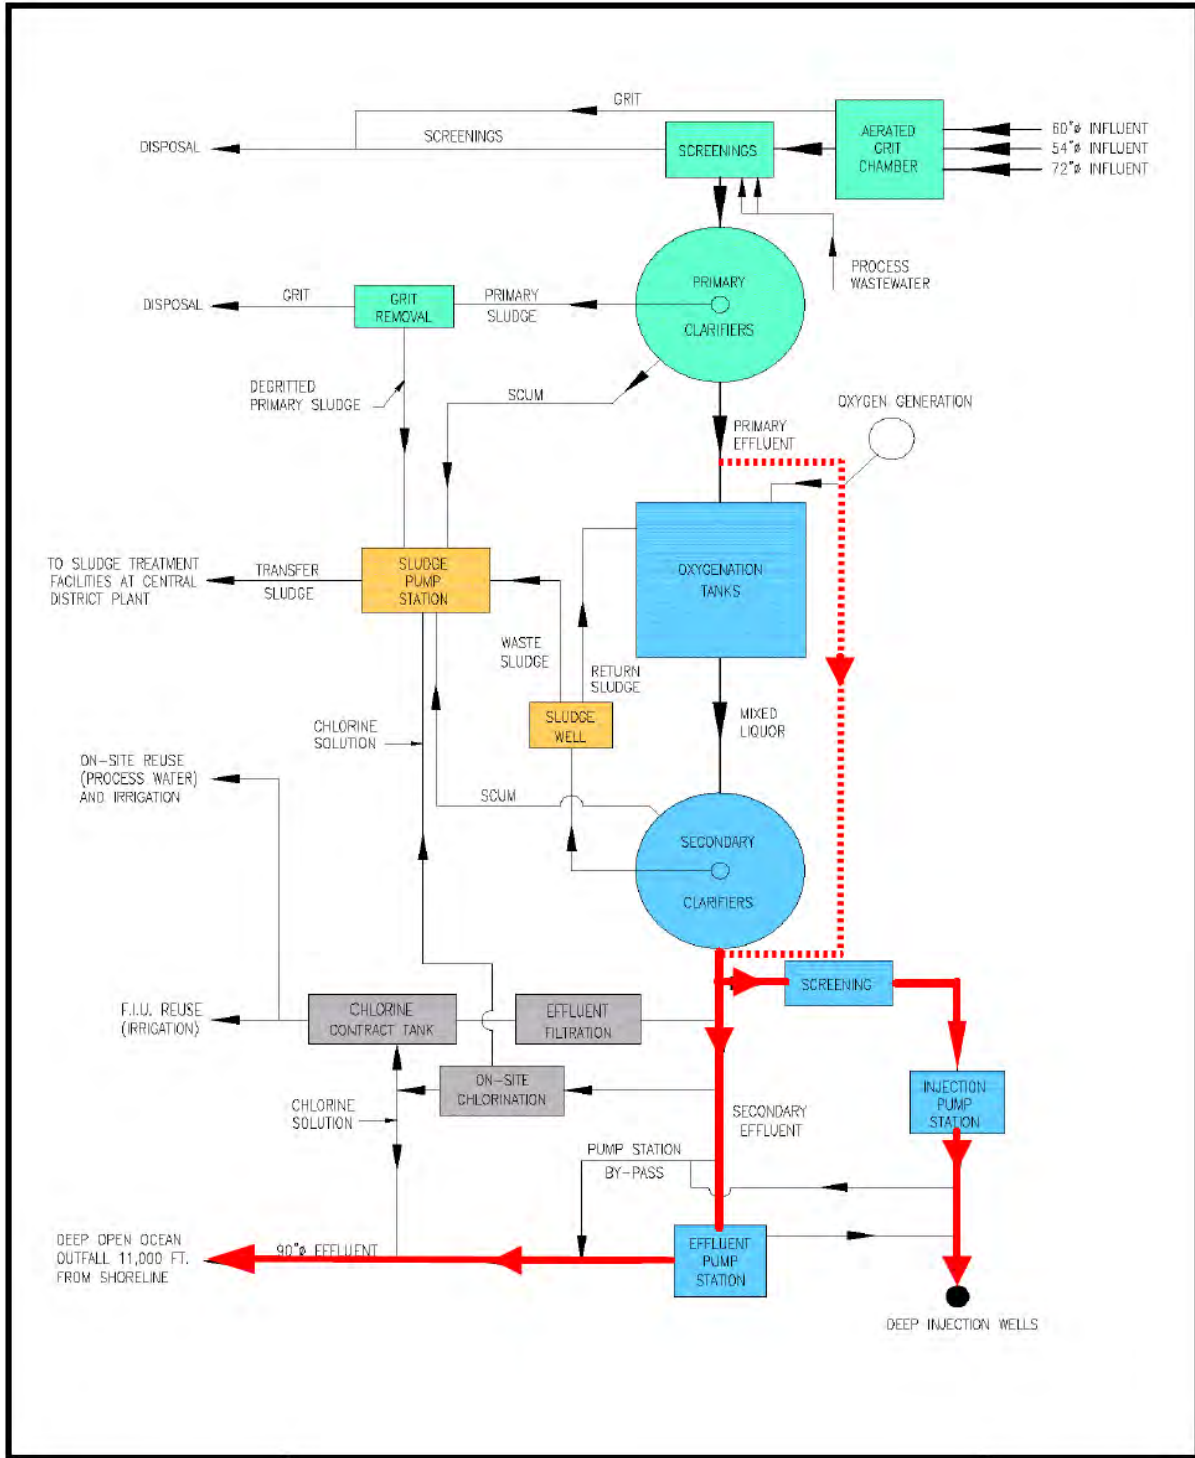 GRIT
SCREENINGS
DISPOSAL
SCREENINGS
AERATED
GRIT
CHAMBER
60"ø INFLUENT
54"ø INFLUENT
72"ø INFLUENT
PROCESS
WASTEWATER
DISPOSAL
GRIT
GRIT
REMOVAL
PRIMARY
SLUDGE
PRIMARY
CLARIFIERS
DEGRITTED
PRIMARY SLUDGE
SCUM
PRIMARY
EFFLUENT
OXYGEN GENERATION
TO SLUDGE TREATMENT
FACILITIES AT CENTRAL
DISTRICT PLANT
TRANSFER
SLUDGE
SLUDGE
PUMP
STATION
OXYGENATION
TANKS
WASTE
SLUDGE
RETURN
SLUDGE
SLUDGE
WELL
MIXED
LIQUOR
CHLORINE
SOLUTION
ON-SITE REUSE
(PROCESS WATER)
AND IRRIGATION
SCUM
SECONDARY
CLARIFIERS
SCREENING
F.I.U. REUSE
(IRRIGATION)
CHLORINE
CONTRACT TANK
EFFLUENT
FILTRATION
ON-SITE
CHLORINATION
CHLORINE
SOLUTION
SECONDARY
EFFLUENT
INJECTION
PUMP
STATION
PUMP STATION
BY-PASS
DEEP OPEN OCEAN
OUTFALL 11,000 FT.
FROM SHORELINE
90"ø EFFLUENT
EFFLUENT
PUMP
STATION
DEEP INJECTION WELLS